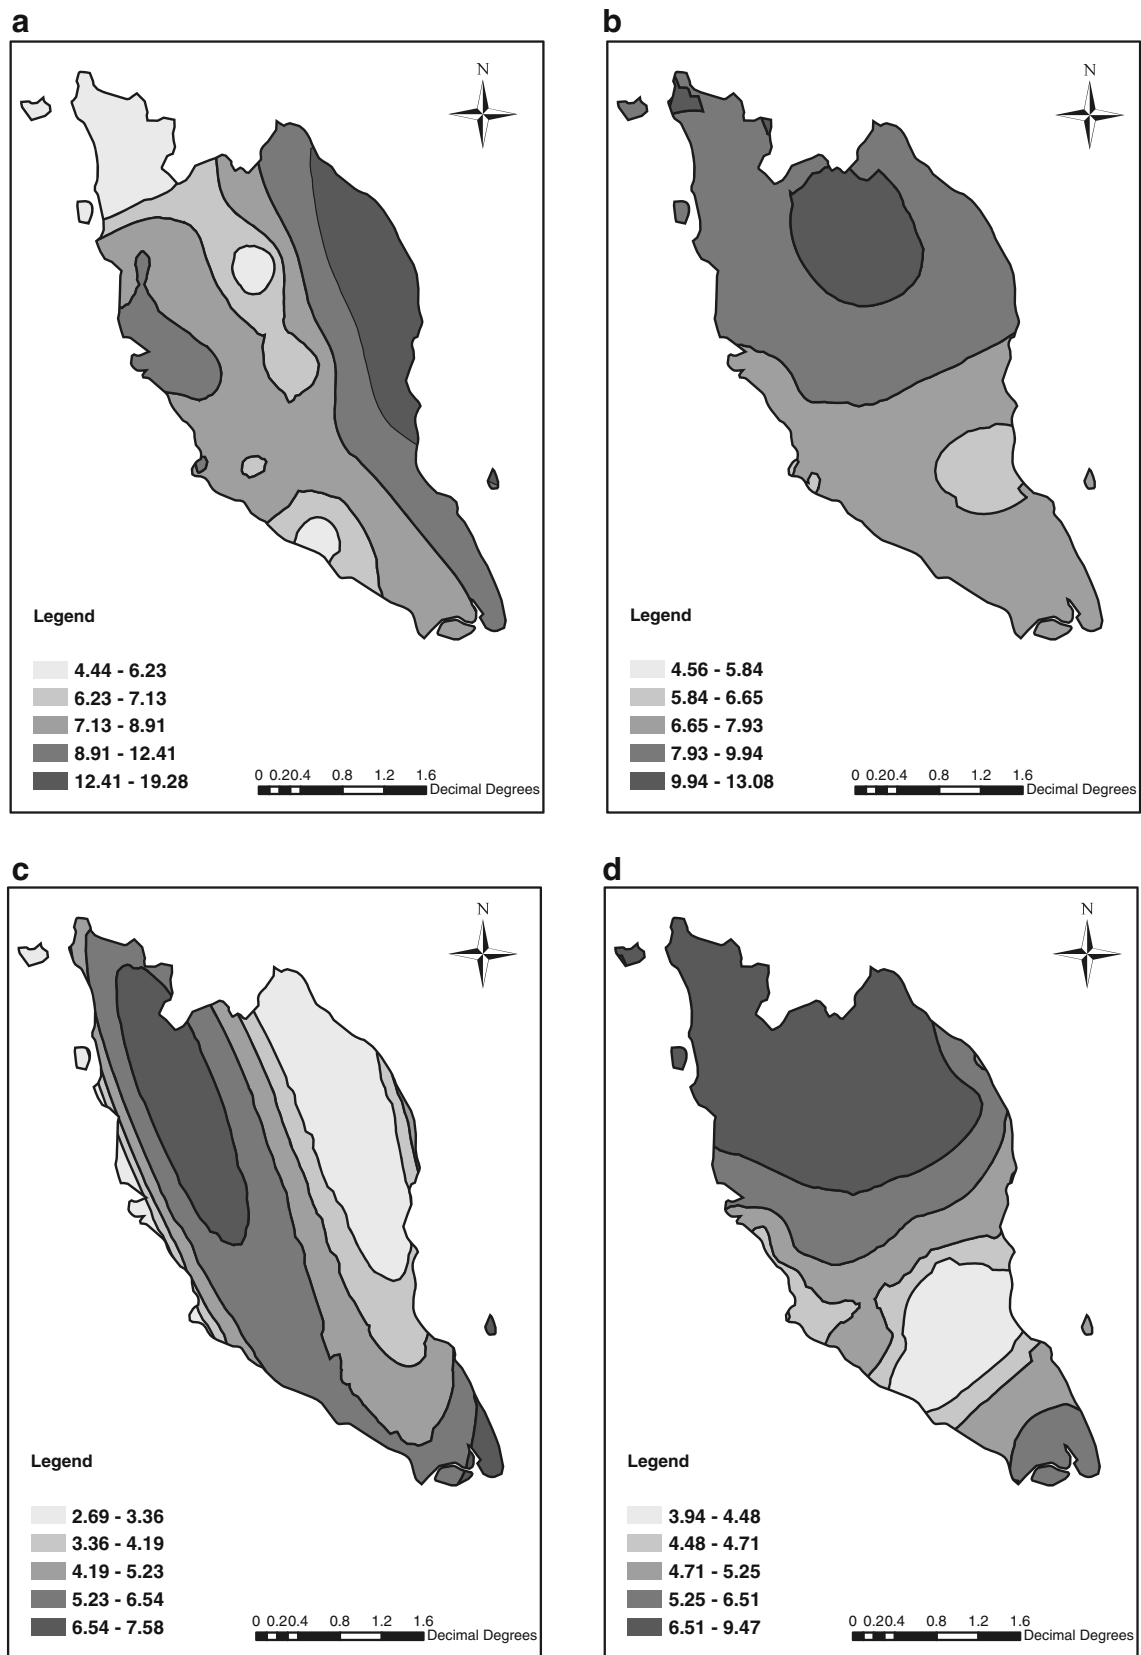 a
N
Legend
4.44 - 6.23
6.23 - 7.13
7.13 - 8.91
8.91 - 12.41
12.41 - 19.28
0 0.20.4 0.8 1.2 1.6
Decimal Degrees
b
N
Legend
4.56 - 5.84
5.84 - 6.65
6.65 - 7.93
7.93 - 9.94
9.94 - 13.08
0 0.20.4 0.8 1.2 1.6
Decimal Degrees
c
N
Legend
2.69 - 3.36
3.36 - 4.19
4.19 - 5.23
5.23 - 6.54
6.54 - 7.58
0 0.20.4 0.8 1.2 1.6
Decimal Degrees
d
N
Legend
3.94 - 4.48
4.48 - 4.71
4.71 - 5.25
5.25 - 6.51
6.51 - 9.47
0 0.20.4 0.8 1.2 1.6
Decimal Degrees